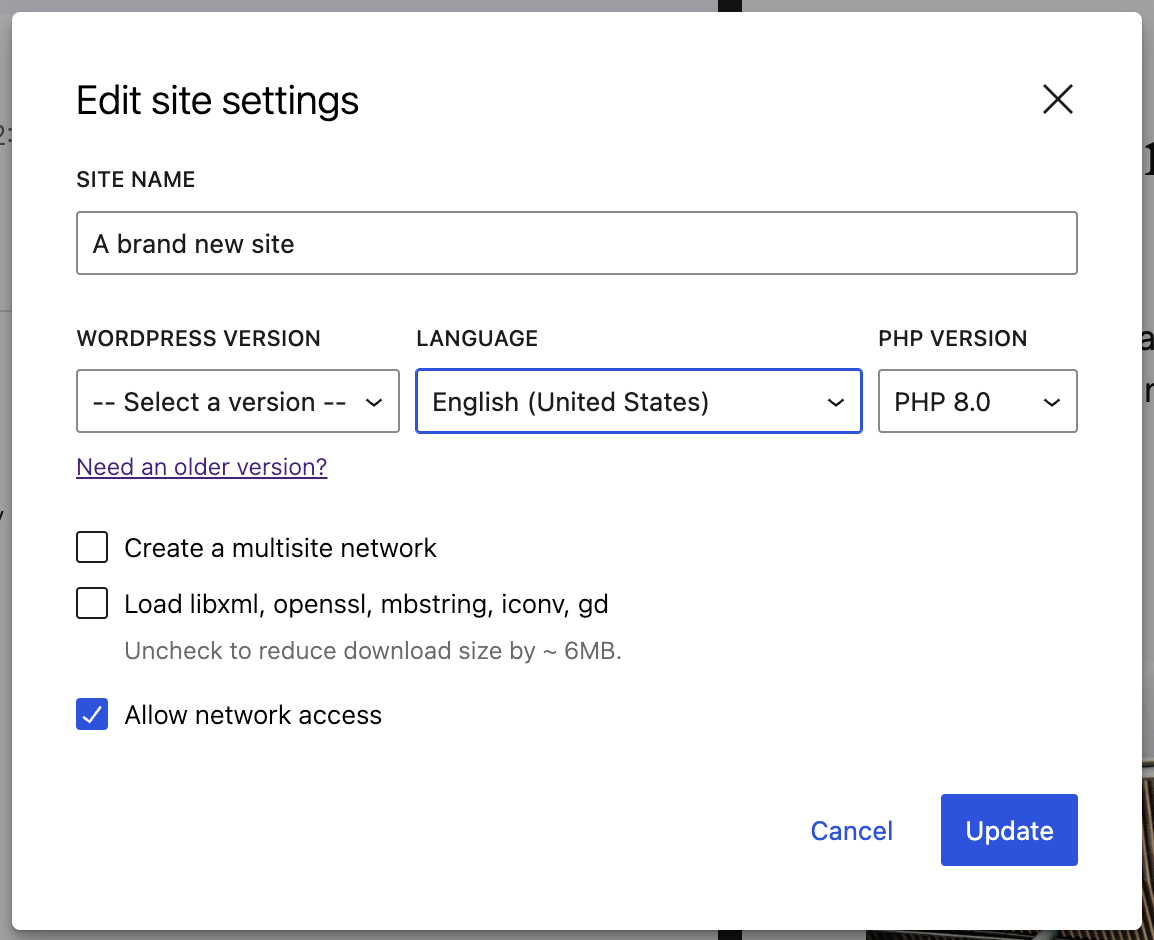 Edit site settings
SITE NAME
A brand new site
WORDPRESS VERSION
LANGUAGE
PHP VERSION
-- Select a version --
English (United States)
PHP 8.0
Need an older version?
Create a multisite network
Load libxml, openssl, mbstring, iconv, gd
Uncheck to reduce download size by ~ 6MB.
Allow network access
Cancel
Update